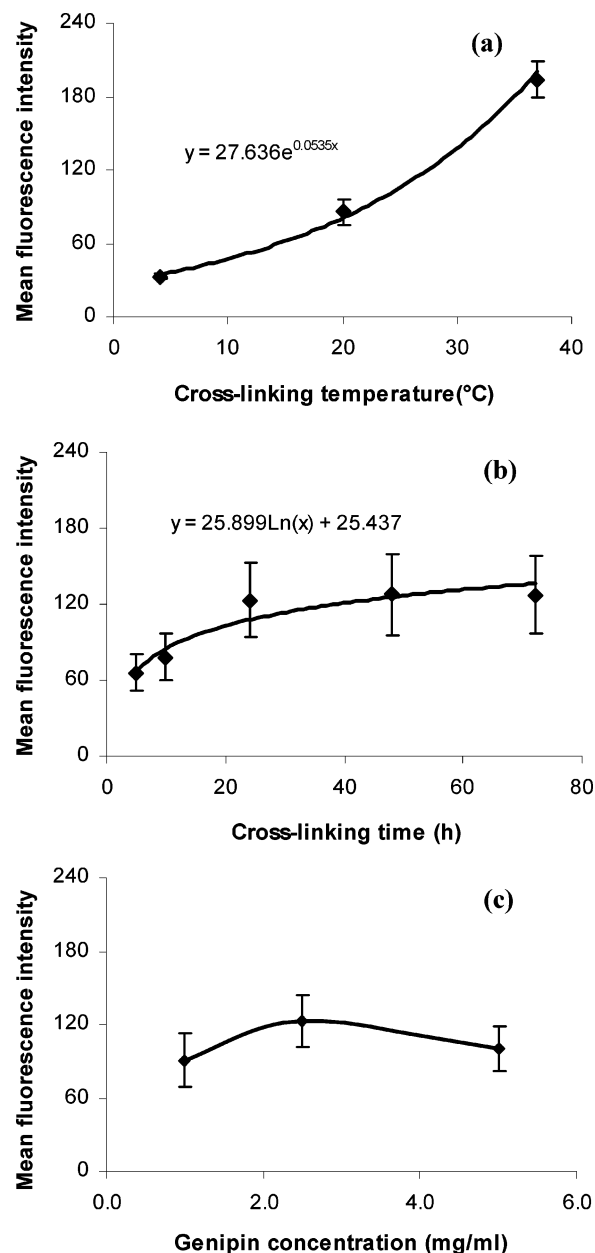 (a)
Mean fluorescence intensity
240
180
120
60
0
y = 27.636e^0.0535x
0 10 20 30 40
Cross-linking temperature(°C)
(b)
Mean fluorescence intensity
240
180
120
60
0
y = 25.899Ln(x) + 25.437
0 20 40 60 80
Cross-linking time (h)
(c)
Mean fluorescence intensity
240
180
120
60
0
0.0 2.0 4.0 6.0
Genipin concentration (mg/ml)